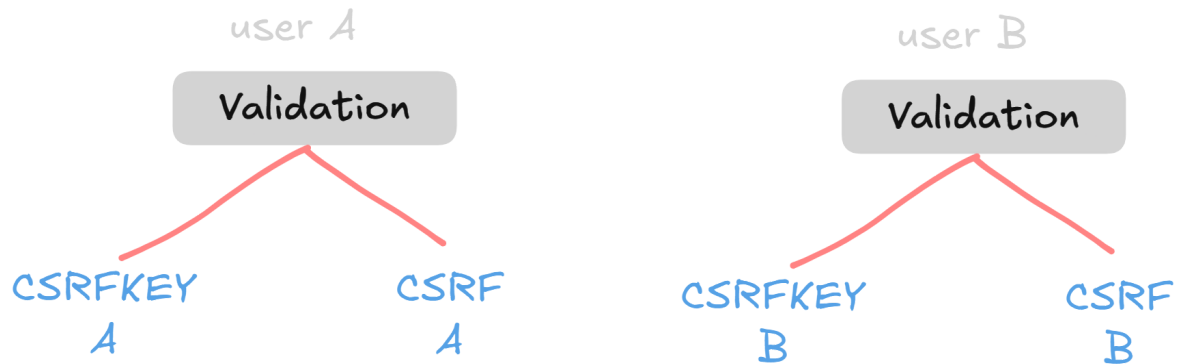 user A
Validation
CSRFKEY
A
CSRF
A
user B
Validation
CSRFKEY
B
CSRF
B